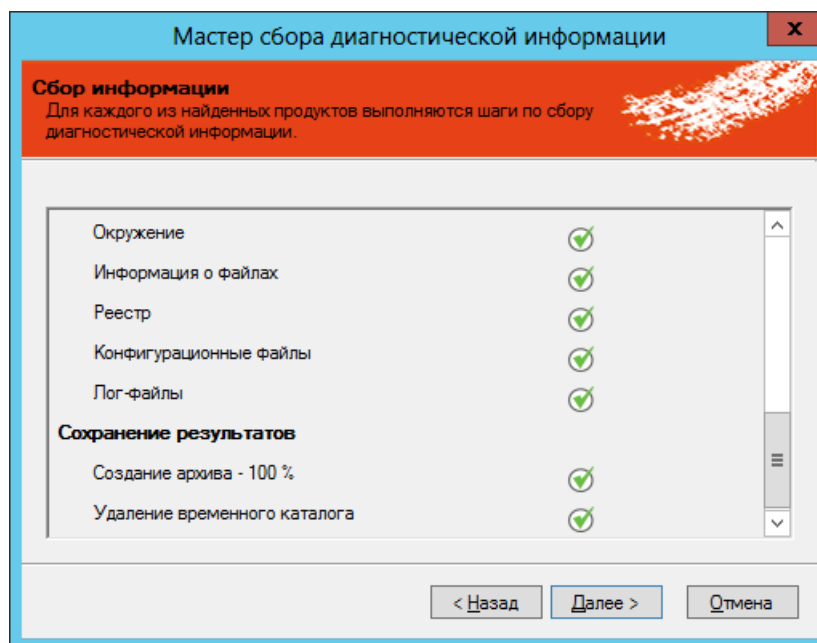 Мастер сбора диагностической информации
x
Сбор информации
Для каждого из найденных продуктов выполняются шаги по сбору
диагностической информации.
Окружение
Информация о файлах
Реестр
Конфигурационные файлы
Лог-файлы
Сохранение результатов
Создание архива - 100 %
Удаление временного каталога
< Назад
Далее >
Отмена